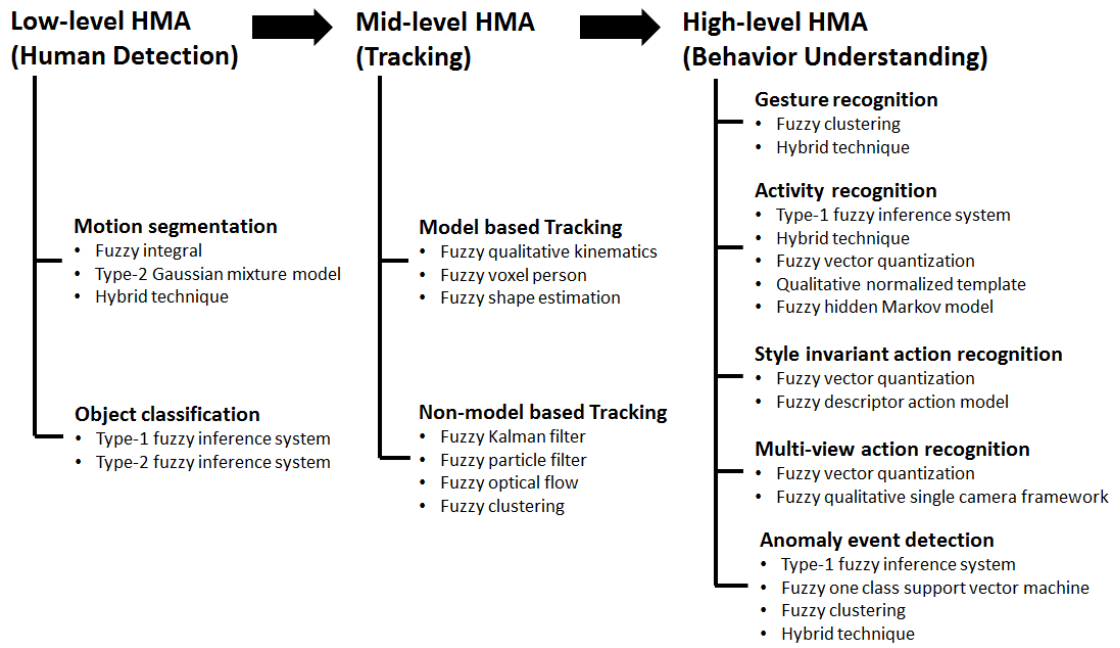 Low-level HMA
(Human Detection)
Motion segmentation
• Fuzzy integral
• Type-2 Gaussian mixture model
• Hybrid technique
Object classification
• Type-1 fuzzy inference system
• Type-2 fuzzy inference system
Mid-level HMA
(Tracking)
Model based Tracking
• Fuzzy qualitative kinematics
• Fuzzy voxel person
• Fuzzy shape estimation
Non-model based Tracking
• Fuzzy Kalman filter
• Fuzzy particle filter
• Fuzzy optical flow
• Fuzzy clustering
High-level HMA
(Behavior Understanding)
Gesture recognition
• Fuzzy clustering
• Hybrid technique
Activity recognition
• Type-1 fuzzy inference system
• Hybrid technique
• Fuzzy vector quantization
• Qualitative normalized template
• Fuzzy hidden Markov model
Style invariant action recognition
• Fuzzy vector quantization
• Fuzzy descriptor action model
Multi-view action recognition
• Fuzzy vector quantization
• Fuzzy qualitative single camera framework
Anomaly event detection
• Type-1 fuzzy inference system
• Fuzzy one class support vector machine
• Fuzzy clustering
• Hybrid technique